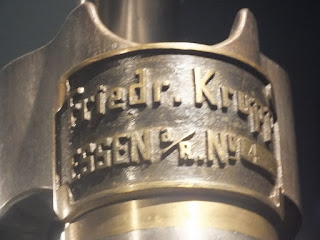 Friedr. Krupp
ESSEN a/R. No 4